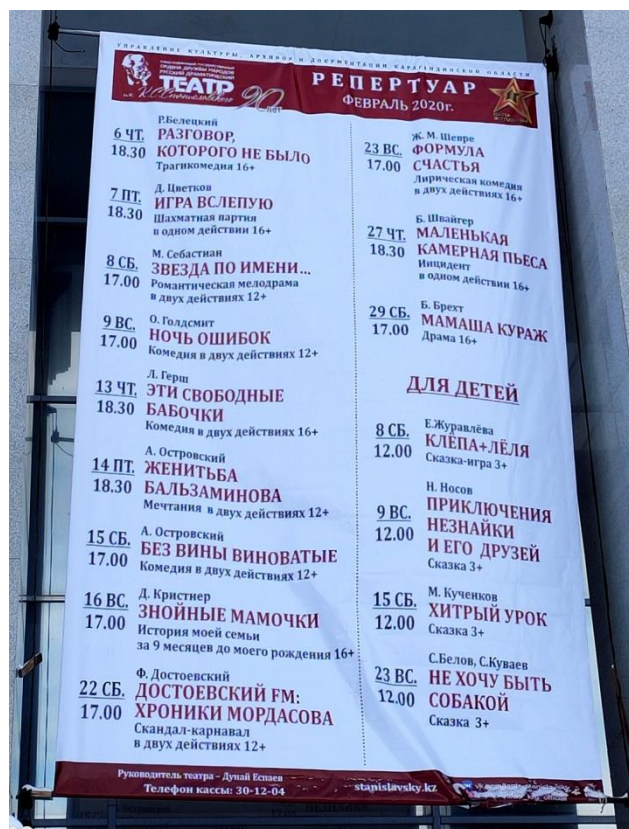 УПРАВЛЕНИЕ КУЛЬТУРЫ, АРХИВОВ И ДОКУМЕНТАЦИИ КАРАГАНДИНСКОЙ ОБЛАСТИ
ОРДЕНА ДРУЖБЫ НАРОДОВ
РУССКИЙ ДРАМАТИЧЕСКИЙ
ТЕАТР
им. К.С.Станиславского
90 лет
РЕПЕРТУАР
ФЕВРАЛЬ 2020г.
Р.Белецкий
6 ЧТ. РАЗГОВОР,
18.30 КОТОРОГО НЕ БЫЛО
Трагикомедия 16+
Д. Цветков
7 ПТ. ИГРА ВСЛЕПУЮ
18.30 Шахматная партия
в одном действии 16+
М. Себастиан
8 СБ. ЗВЕЗДА ПО ИМЕНИ...
17.00 Романтическая мелодрама
в двух действиях 12+
О. Голдсмит
9 ВС. НОЧЬ ОШИБОК
17.00 Комедия в двух действиях 12+
Л. Герш
13 ЧТ. ЭТИ СВОБОДНЫЕ
18.30 БАБОЧКИ
Комедия в двух действиях 16+
А. Островский
14 ПТ. ЖЕНИТЬБА
18.30 БАЛЬЗАМИНОВА
Мечтания в двух действиях 12+
А. Островский
15 СБ. БЕЗ ВИНЫ ВИНОВАТЫЕ
17.00 Комедия в двух действиях 12+
Д. Кристнер
16 ВС. ЗНОЙНЫЕ МАМОЧКИ
17.00 История моей семьи
за 9 месяцев до моего рождения 16+
Ф. Достоевский
22 СБ. ДОСТОЕВСКИЙ FM:
17.00 ХРОНИКИ МОРДАСОВА
Скандал-карнавал
в двух действиях 12+
Ж. М. Шевре
23 ВС. ФОРМУЛА
17.00 СЧАСТЬЯ
Лирическая комедия
в двух действиях 16+
Б. Швайгер
27 ЧТ. МАЛЕНЬКАЯ
18.30 КАМЕРНАЯ ПЬЕСА
Инцидент
в одном действии 16+
Б. Брехт
29 СБ. МАМАША КУРАЖ
17.00 Драма 16+
ДЛЯ ДЕТЕЙ
Е.Журавлёва
8 СБ. КЛЁПА+ЛЁЛЯ
12.00 Сказка-игра 3+
Н. Носов
9 ВС. ПРИКЛЮЧЕНИЯ
12.00 НЕЗНАЙКИ
И ЕГО ДРУЗЕЙ
Сказка 3+
М. Кученков
15 СБ. ХИТРЫЙ УРОК
12.00 Сказка 3+
С.Белов, С.Куваев
23 ВС. НЕ ХОЧУ БЫТЬ
12.00 СОБАКОЙ
Сказка 3+
Руководитель театра – Дунай Еспаев
Телефон кассы: 30-12-04
stanislavsky.kz